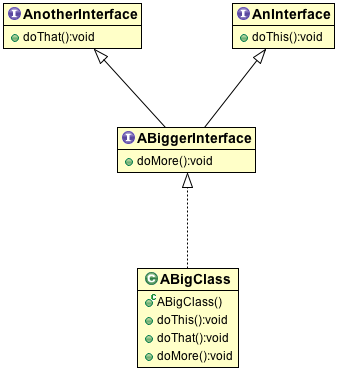 AnotherInterface
doThat():void
AnInterface
doThis():void
ABiggerInterface
doMore():void
ABigClass
ABigClass()
doThis():void
doThat():void
doMore():void